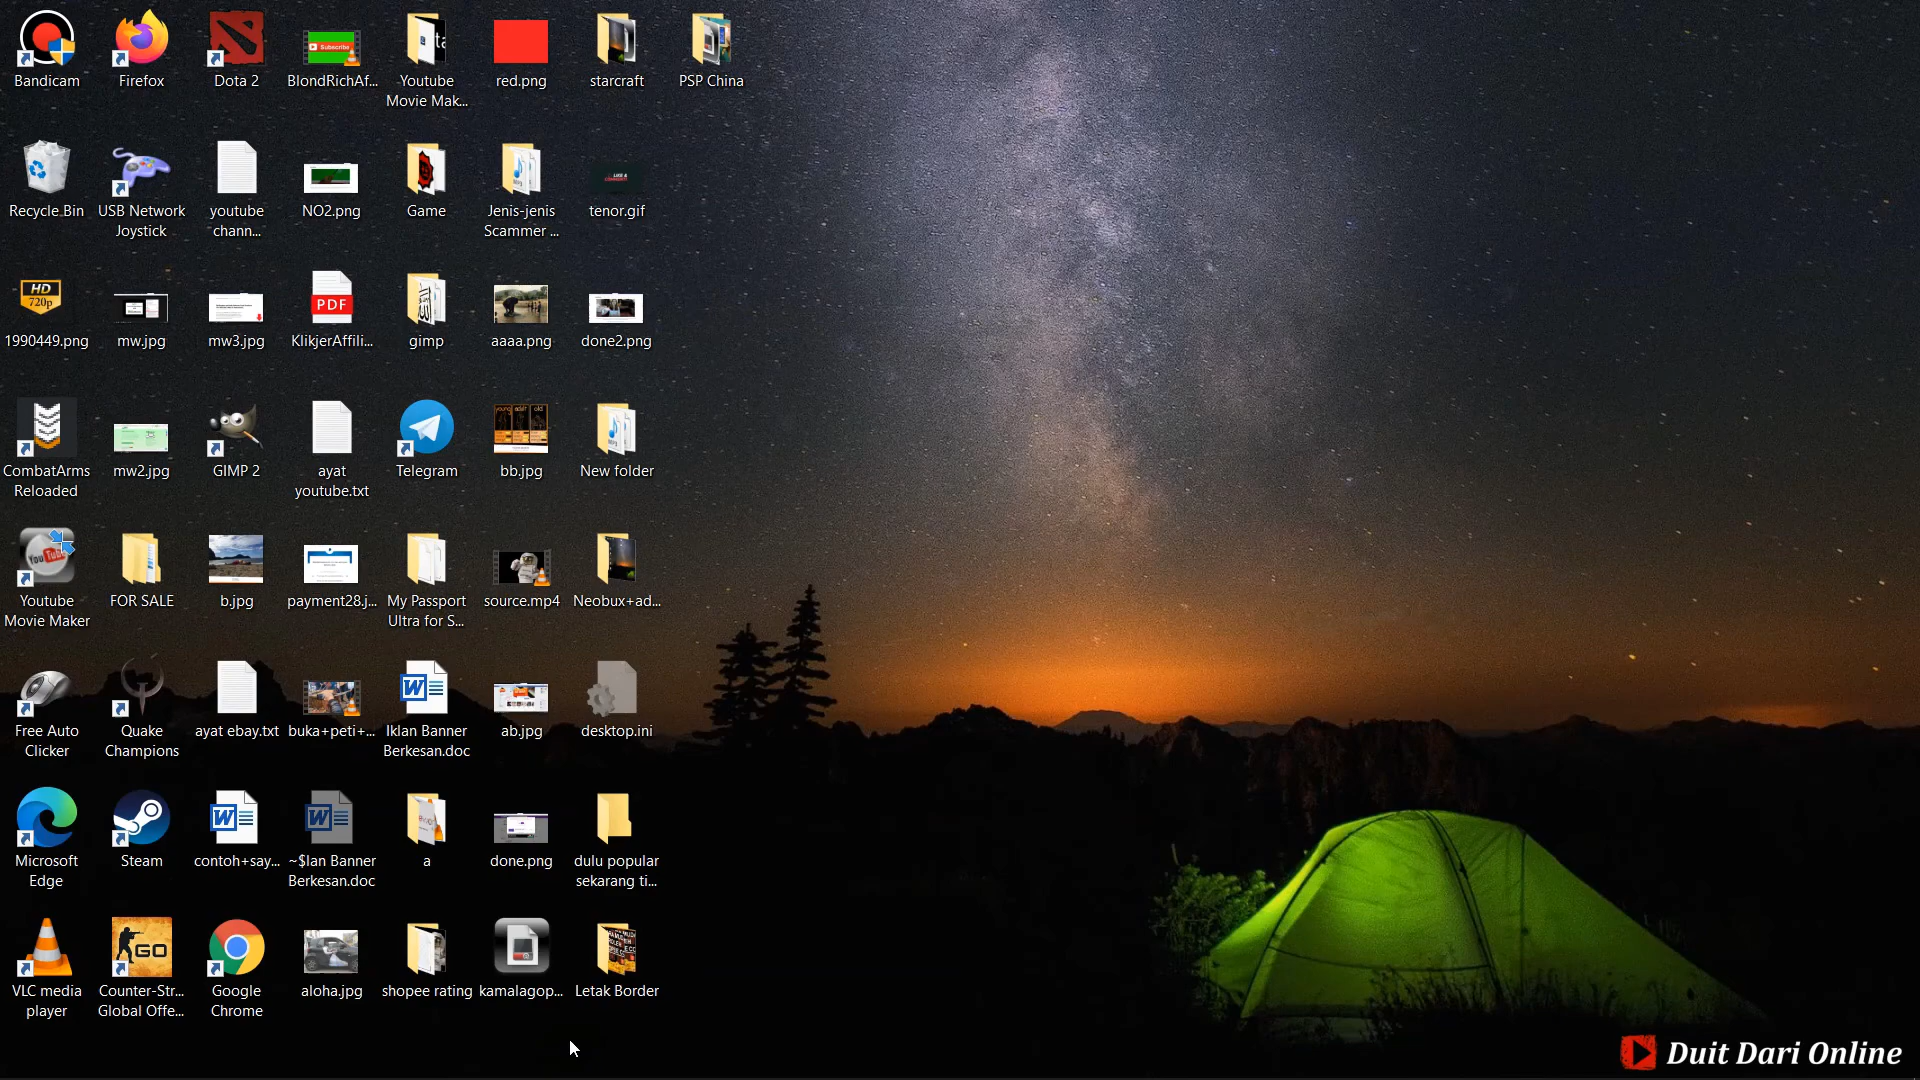 Bandicam
Firefox
Dota 2
BlondRichAf...
Youtube
Movie Mak...
red.png
starcraft
PSP China
Subscribe
Recycle Bin
USB Network
Joystick
youtube
chann...
NO2.png
Game
Jenis-jenis
Scammer ...
tenor.gif
HD
720p
PDF
1990449.png
mw.jpg
mw3.jpg
KlikjerAffili...
gimp
aaaa.png
done2.png
CombatArms
Reloaded
mw2.jpg
GIMP 2
ayat
youtube.txt
Telegram
bb.jpg
New folder
Youtube
Movie Maker
FOR SALE
b.jpg
payment28.j...
My Passport
Ultra for S...
source.mp4
Neobux+ad...
Free Auto
Clicker
Quake
Champions
ayat ebay.txt
buka+peti+...
Iklan Banner
Berkesan.doc
ab.jpg
desktop.ini
Microsoft
Edge
Steam
contoh+say...
~$lan Banner
Berkesan.doc
a
done.png
dulu popular
sekarang ti...
GO
VLC media
player
Counter-Str...
Global Offe...
Google
Chrome
aloha.jpg
shopee rating
kamalagop...
Letak Border
Duit Dari Online